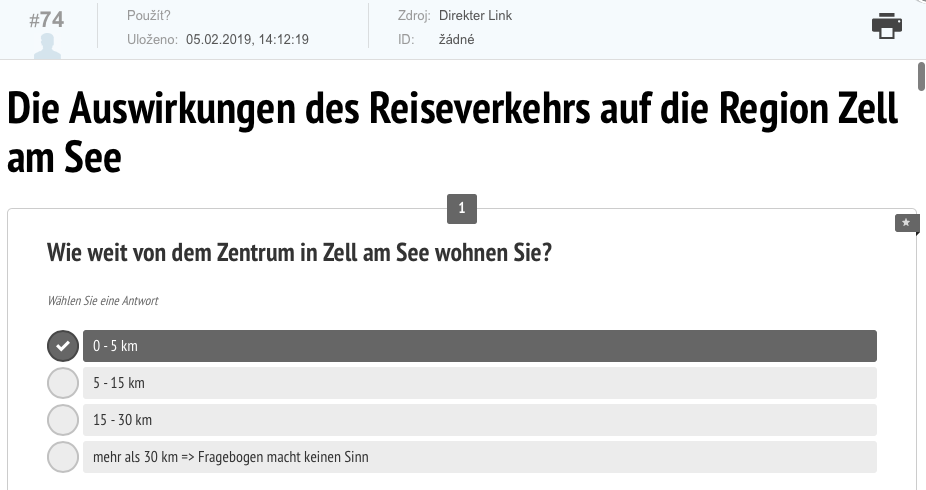 #74
Použít?
Uloženo: 05.02.2019, 14:12:19
Zdroj: Direkter Link
ID: žádné
Die Auswirkungen des Reiseverkehrs auf die Region Zell
am See
1
Wie weit von dem Zentrum in Zell am See wohnen Sie?
Wählen Sie eine Antwort
0 - 5 km
5 - 15 km
15 - 30 km
mehr als 30 km => Fragebogen macht keinen Sinn